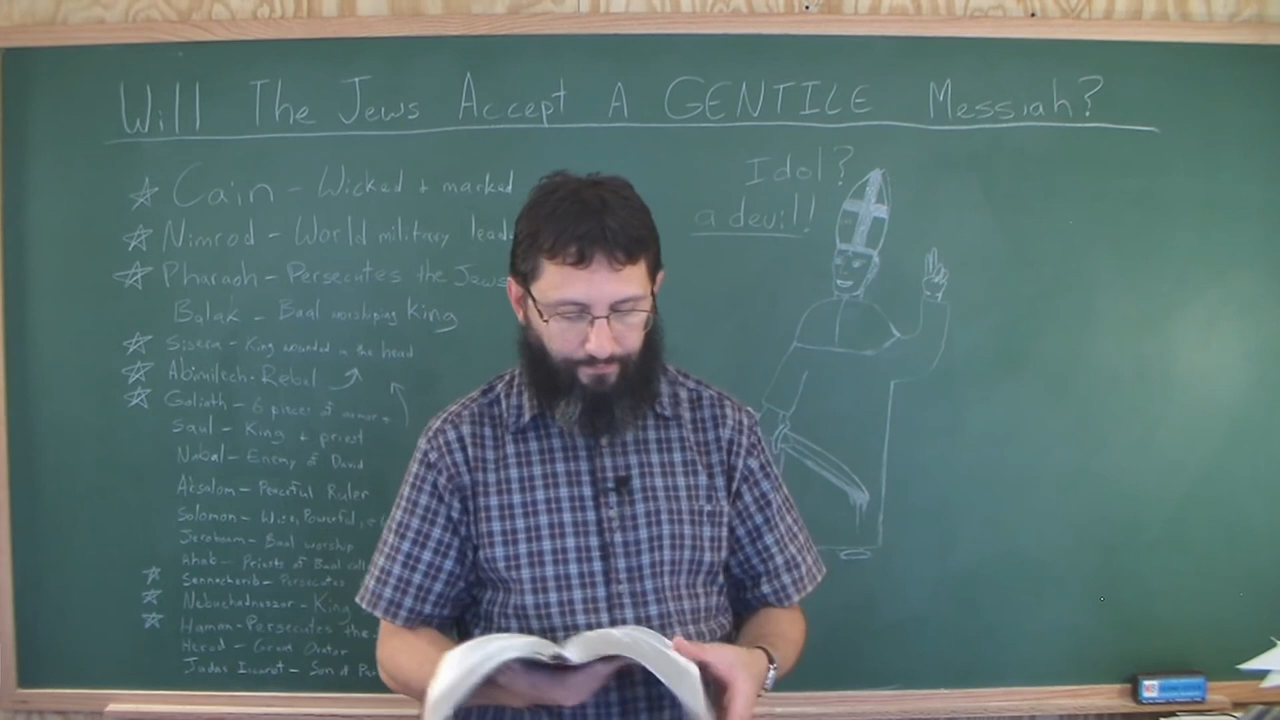 Will The Jews Accept A GENTILE Messiah?
Idol?
a devil!
Cain - Wicked + marked
Nimrod - World military lead
Pharaoh - Persecutes the Jews
Balak - Baal worshiping King
Sisera - King wounded in the head
Abimilech - Rebel
Goliath - 6 pieces of armor +
Saul - King + priest
Nabal - Enemy of David
Absalom - Peaceful Ruler
Solomon - Wise, Powerful,
Jeroboam - Baal worship
Ahab - Priests of Baal call
Sennecherib - Persecutes
Nebuchadnezzar - King
Haman - Persecutes the
Herod - Great Orator
Judas Iscariot - Son of Per